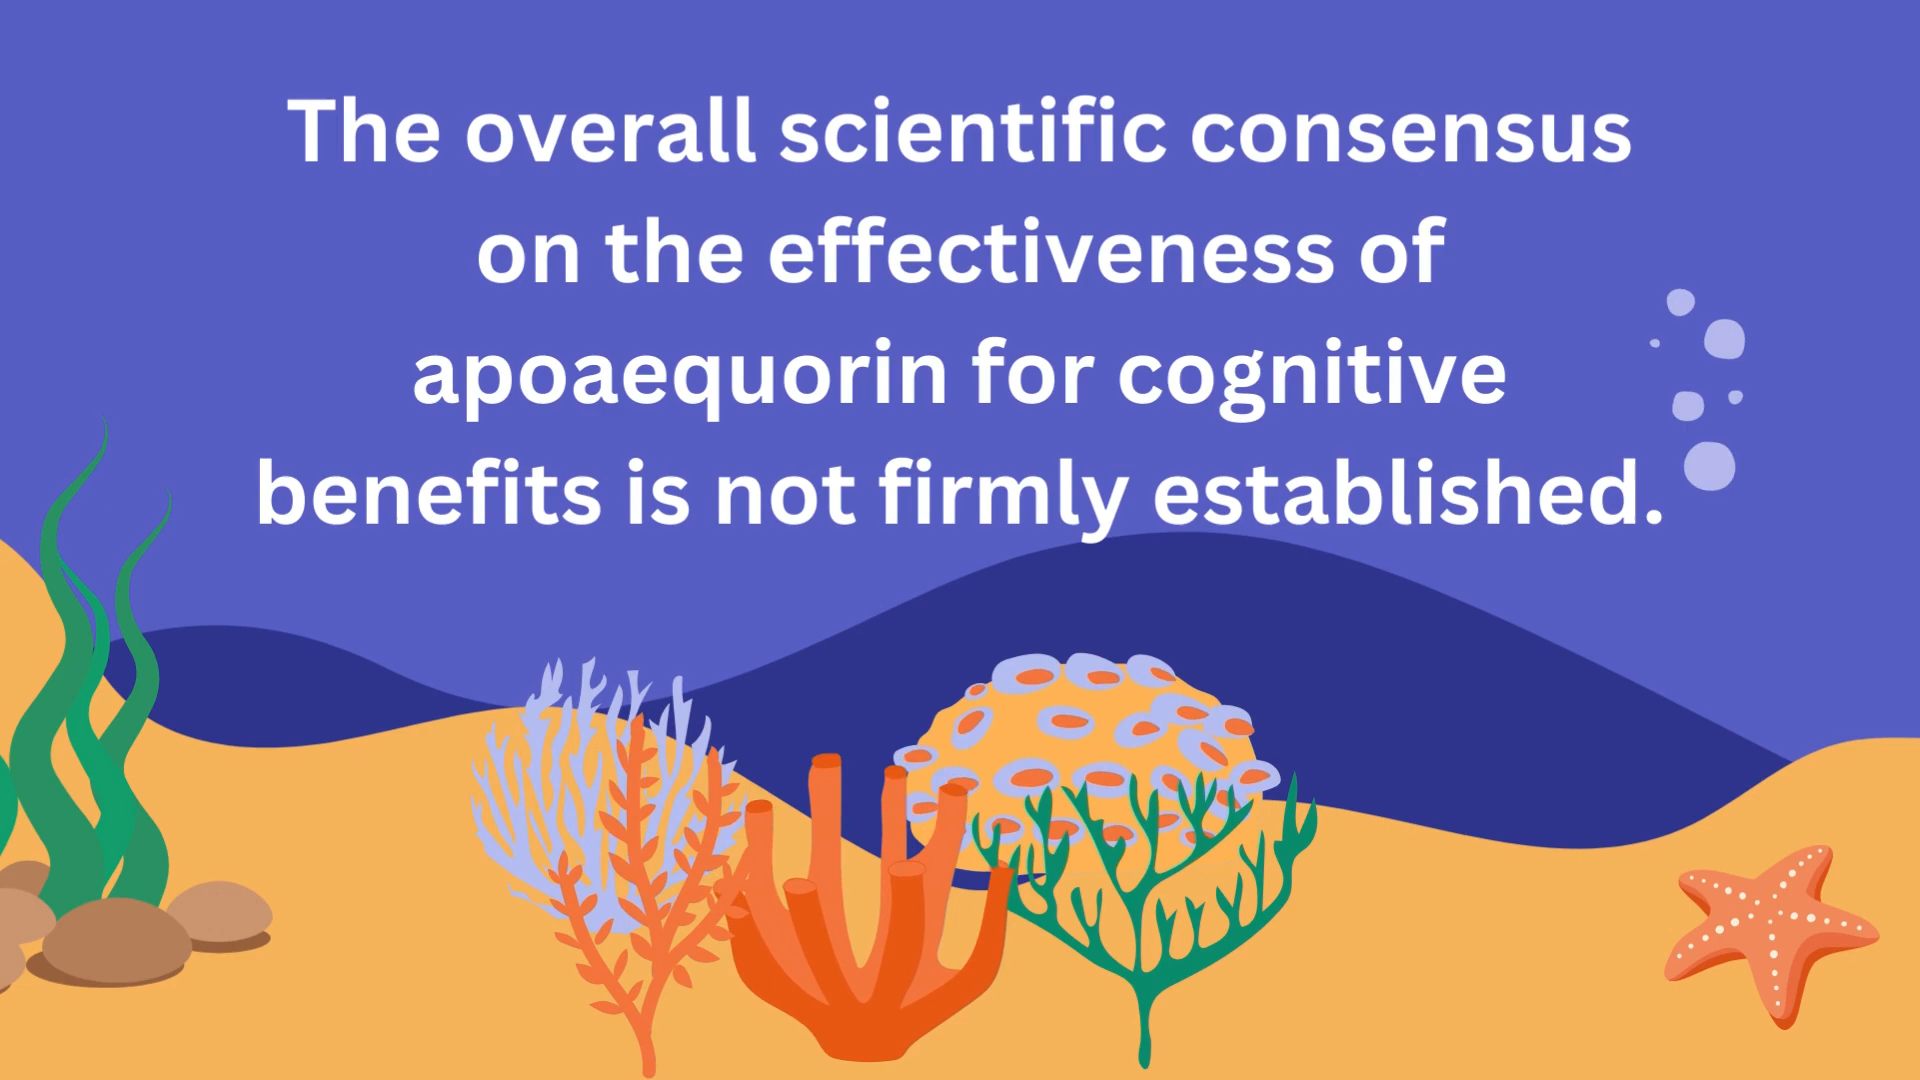 The overall scientific consensus
on the effectiveness of
apoaequorin for cognitive
benefits is not firmly established.